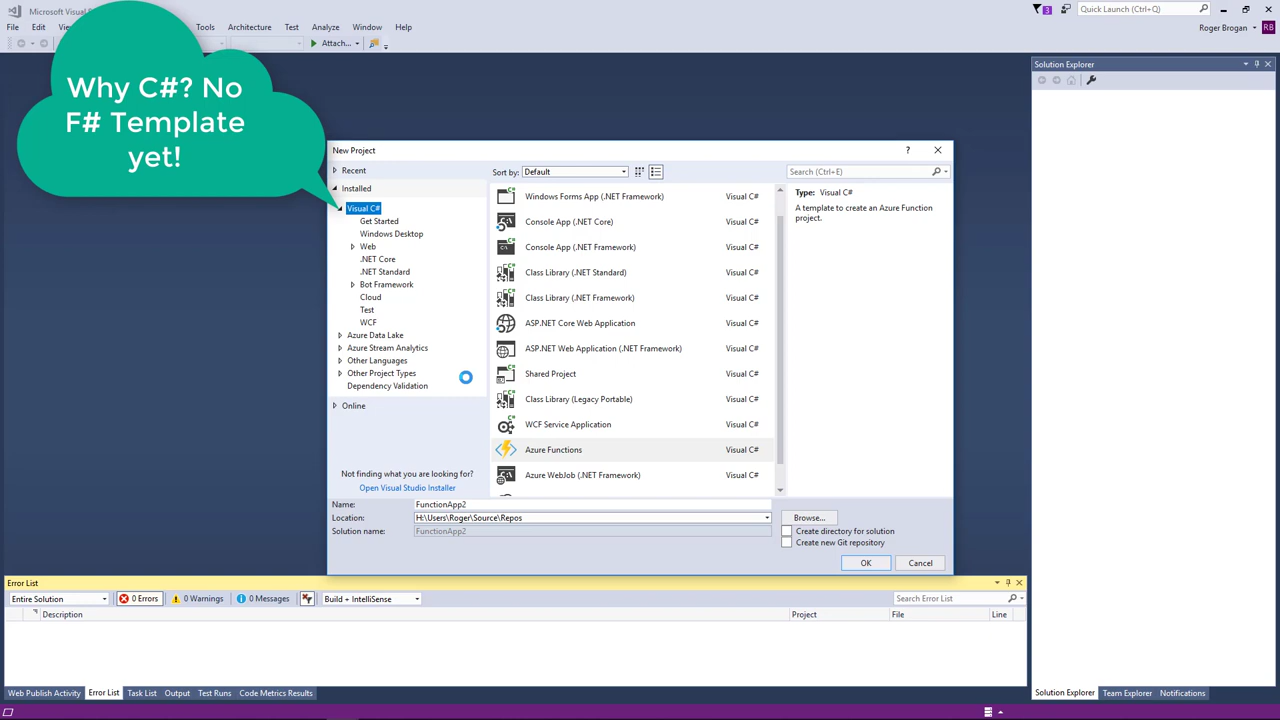 Microsoft Visual S
Quick Launch (Ctrl+Q)
File
Edit
Tools
Architecture
Test
Analyze
Window
Help
Roger Brogan
RB
3
Attach...
Why C#? No
F# Template
yet!
Solution Explorer
New Project
?
Recent
Installed
Visual C#
Get Started
Windows Desktop
Web
.NET Core
.NET Standard
Bot Framework
Cloud
Test
WCF
Azure Data Lake
Azure Stream Analytics
Other Languages
Other Project Types
Dependency Validation
Online
Not finding what you are looking for?
Open Visual Studio Installer
Sort by: Default
Search (Ctrl+E)
Windows Forms App (.NET Framework) Visual C#
Console App (.NET Core) Visual C#
Console App (.NET Framework) Visual C#
Class Library (.NET Standard) Visual C#
Class Library (.NET Framework) Visual C#
ASP.NET Core Web Application Visual C#
ASP.NET Web Application (.NET Framework) Visual C#
Shared Project Visual C#
Class Library (Legacy Portable) Visual C#
WCF Service Application Visual C#
Azure Functions Visual C#
Azure WebJob (.NET Framework) Visual C#
Type: Visual C#
A template to create an Azure Function
project.
Name: FunctionApp2
Location: H:\Users\Roger\Source\Repos
Solution name: FunctionApp2
Browse...
Create directory for solution
Create new Git repository
OK
Cancel
Error List
Entire Solution
0 Errors
0 Warnings
0 Messages
Build + IntelliSense
Search Error List
Description
Project
File
Line
Web Publish Activity
Error List
Task List
Output
Test Runs
Code Metrics Results
Solution Explorer
Team Explorer
Notifications